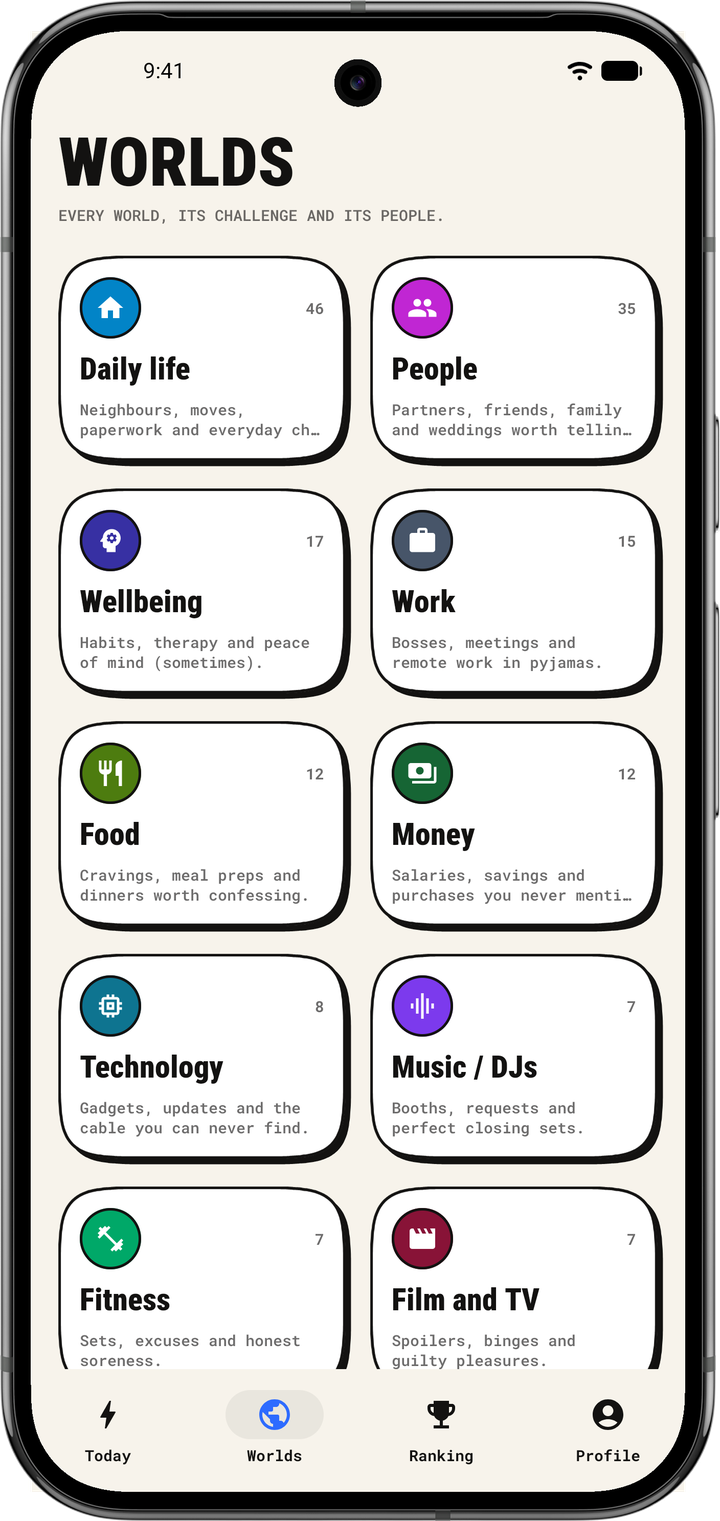 9:41
WORLDS
EVERY WORLD, ITS CHALLENGE AND ITS PEOPLE.
46
Daily life
Neighbours, moves,
paperwork and everyday ch…
35
People
Partners, friends, family
and weddings worth tellin…
17
Wellbeing
Habits, therapy and peace
of mind (sometimes).
15
Work
Bosses, meetings and
remote work in pyjamas.
12
Food
Cravings, meal preps and
dinners worth confessing.
12
Money
Salaries, savings and
purchases you never menti…
8
Technology
Gadgets, updates and the
cable you can never find.
7
Music / DJs
Booths, requests and
perfect closing sets.
7
Fitness
Sets, excuses and honest
soreness.
7
Film and TV
Spoilers, binges and
guilty pleasures.
Today
Worlds
Ranking
Profile